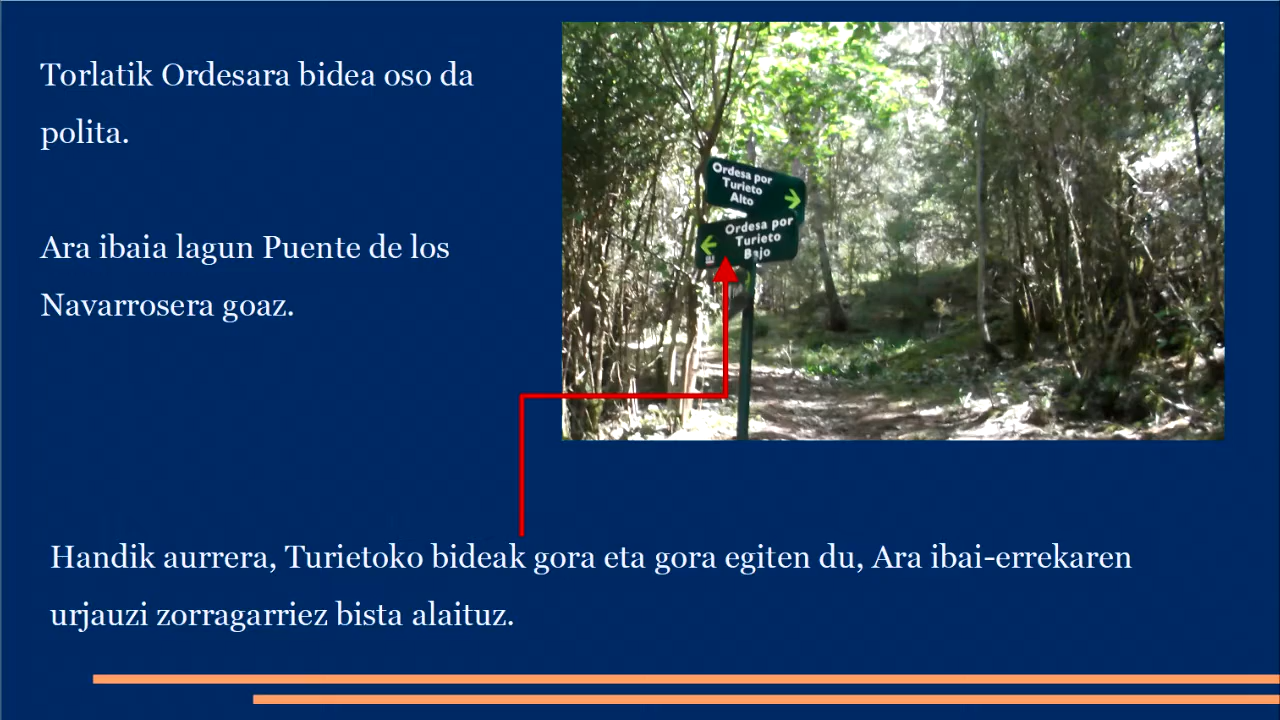 Torlatik Ordesara bidea oso da
polita.
Ara ibaia lagun Puente de los
Navarrosera goaz.
Ordesa por
Turieto
Alto
Ordesa por
Turieto
Bajo
Handik aurrera, Turietoko bideak gora eta gora egiten du, Ara ibai-errekaren
urjauzi zorragarriez bista alaituz.